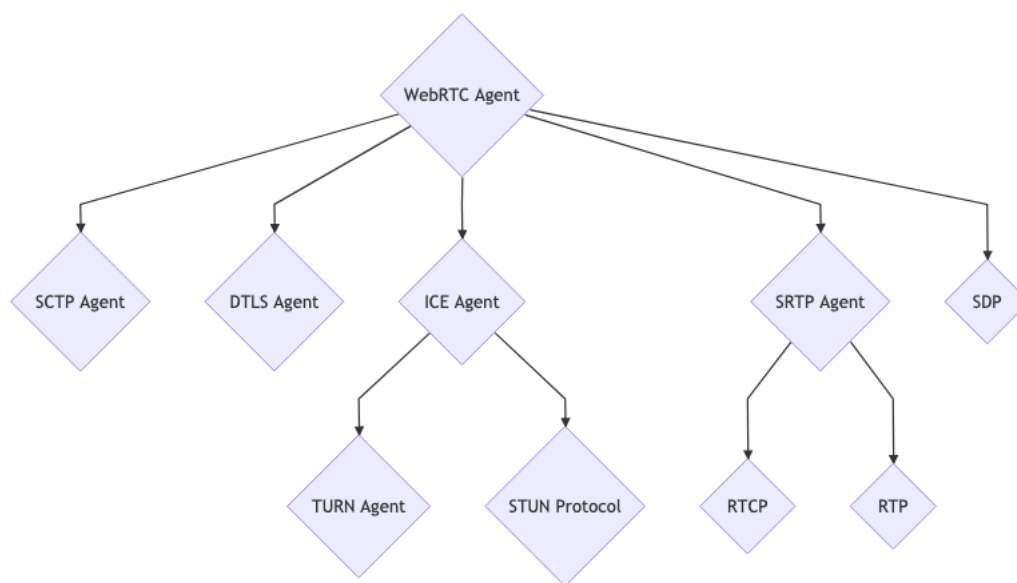 WebRTC Agent
SCTP Agent
DTLS Agent
ICE Agent
SRTP Agent
SDP
TURN Agent
STUN Protocol
RTCP
RTP